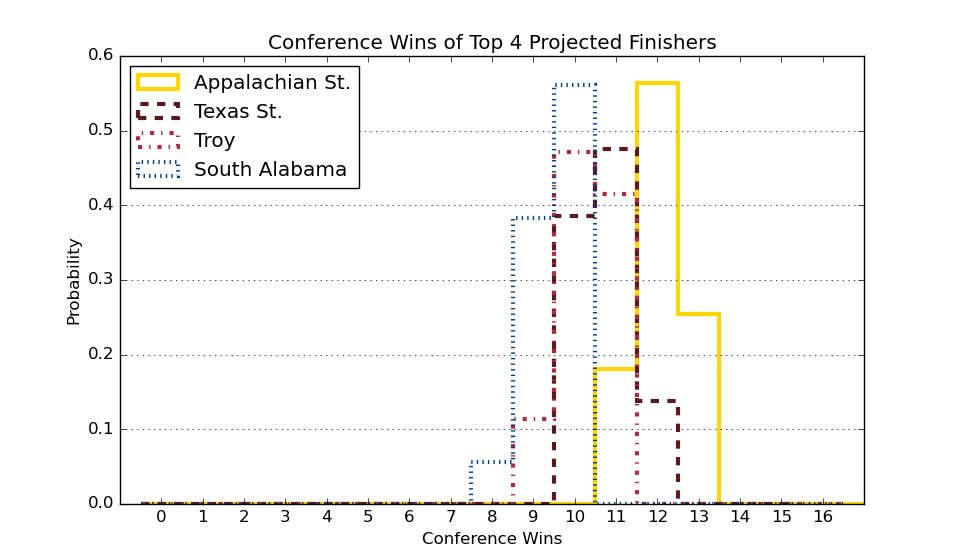 Conference Wins of Top 4 Projected Finishers
0.6
0.5
0.4
0.3
0.2
0.1
0.0
Probability
Appalachian St.
Texas St.
Troy
South Alabama
0 1 2 3 4 5 6 7 8 9 10 11 12 13 14 15 16
Conference Wins